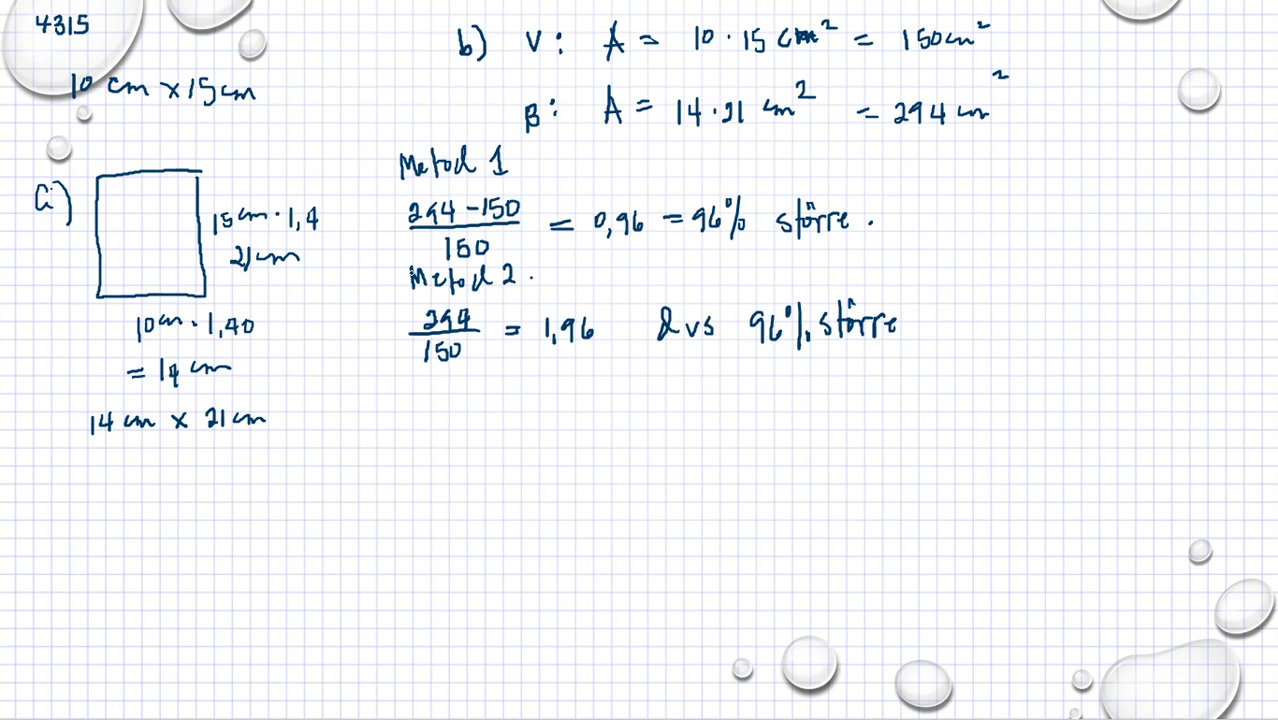 4315
10 cm x 15 cm
a)
15 cm · 1,4
21 cm
10 cm · 1,40
= 14 cm
14 cm x 21 cm
b) V: A = 10 · 15 cm² = 150 cm²
B: A = 14 · 21 cm² = 294 cm²
Metod 1
294 - 150 / 150 = 0,96 = 96% större.
Metod 2.
294 / 150 = 1,96 dvs 96% större